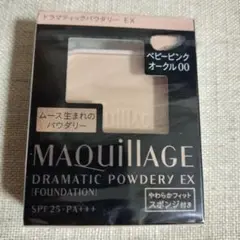 ドラマティックパウダリー EX
ベビーピンク
オークル00
ムース生まれの
パウダリー
MAQuillAGE
DRAMATIC POWDERY EX
(FOUNDATION)
やわらかフィット
スポンジ付き
SPF25・PA+++